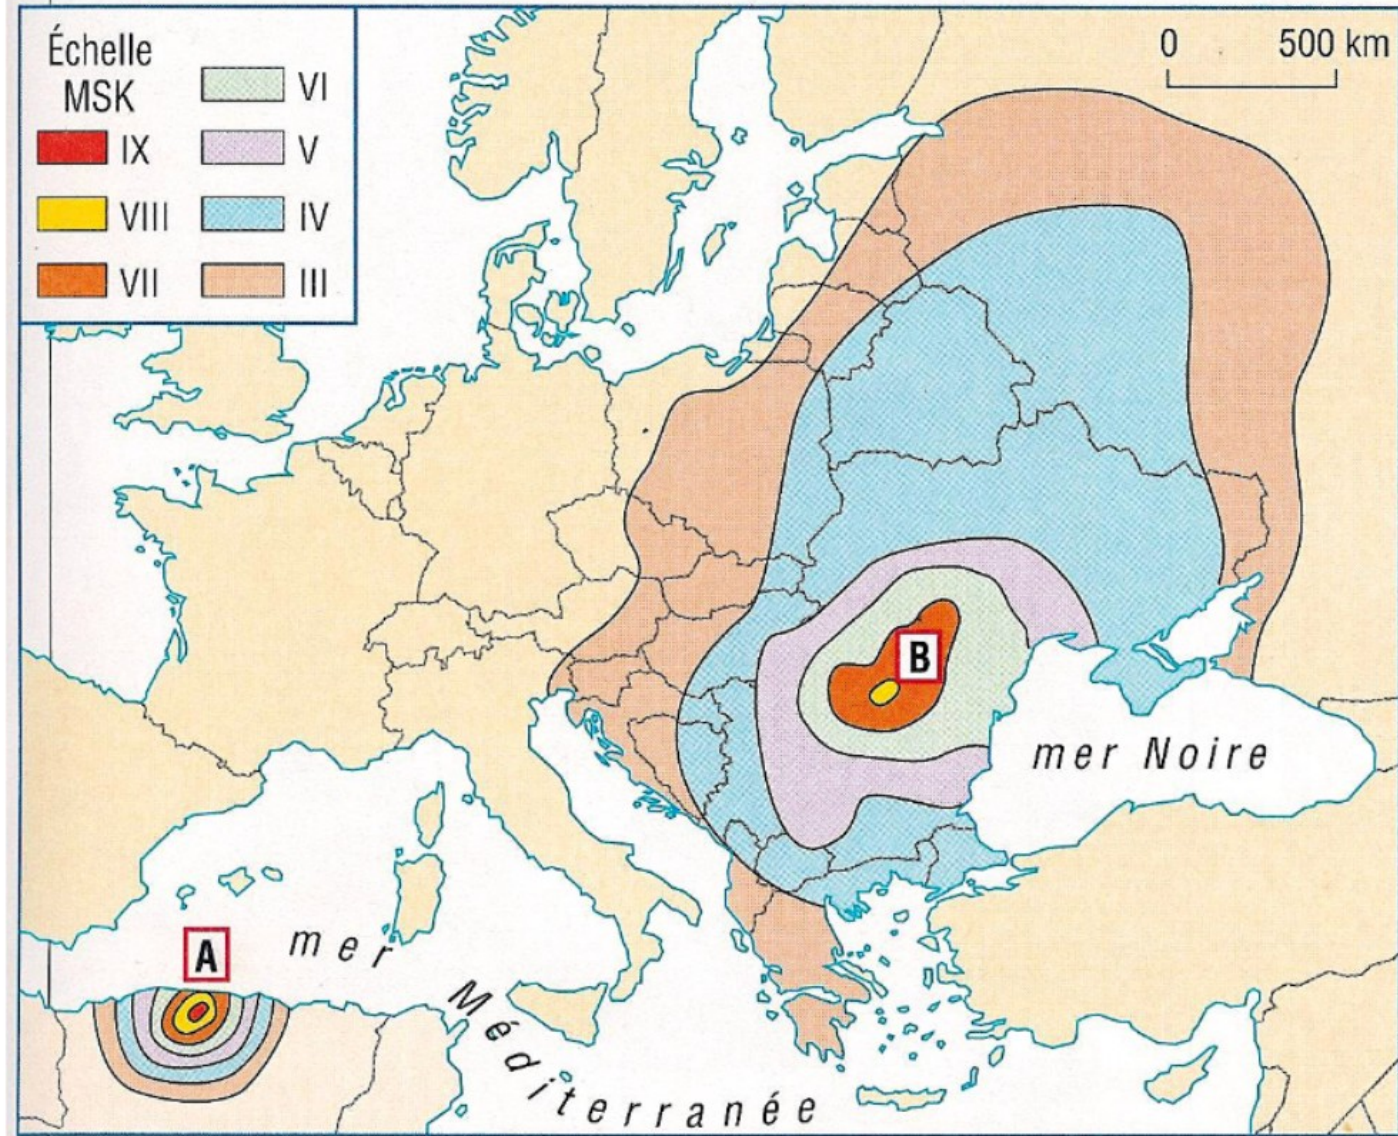 Échelle
MSK
IX
VIII
VII
VI
V
IV
III
0 500 km
B
mer Noire
A
mer
Méditerranée